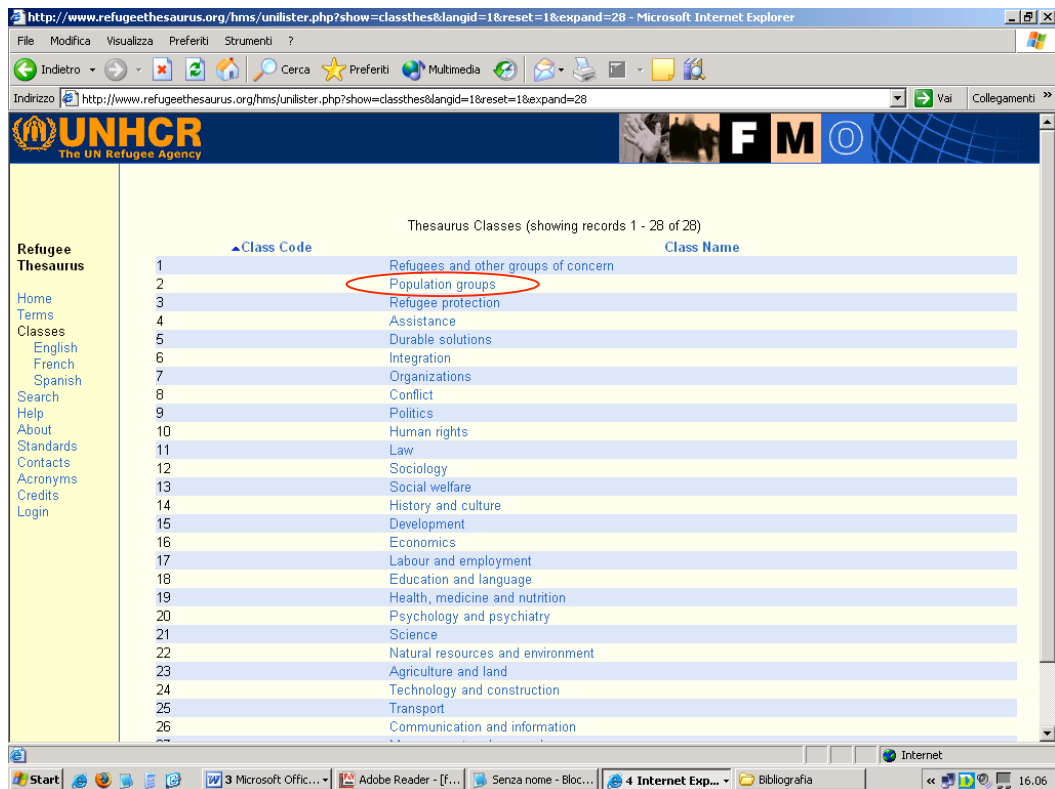 http://www.refugeethesaurus.org/hms/unilister.php?show=classthes&langid=1&reset=1&expand=28 - Microsoft Internet Explorer
File Modifica Visualizza Preferiti Strumenti ?
Indietro Cerca Preferiti Multimedia
Indirizzo http://www.refugeethesaurus.org/hms/unilister.php?show=classthes&langid=1&reset=1&expand=28 Vai Collegamenti »
UNHCR F M O
The UN Refugee Agency
Thesaurus Classes (showing records 1 - 28 of 28)
Refugee
Thesaurus
Home
Terms
Classes
English
French
Spanish
Search
Help
About
Standards
Contacts
Acronyms
Credits
Login
Class Code Class Name
1 Refugees and other groups of concern
2 Population groups
3 Refugee protection
4 Assistance
5 Durable solutions
6 Integration
7 Organizations
8 Conflict
9 Politics
10 Human rights
11 Law
12 Sociology
13 Social welfare
14 History and culture
15 Development
16 Economics
17 Labour and employment
18 Education and language
19 Health, medicine and nutrition
20 Psychology and psychiatry
21 Science
22 Natural resources and environment
23 Agriculture and land
24 Technology and construction
25 Transport
26 Communication and information
Internet
Start 3 Microsoft Offic... Adobe Reader - [f... Senza nome - Bloc... 4 Internet Exp... Bibliografia « 16.06